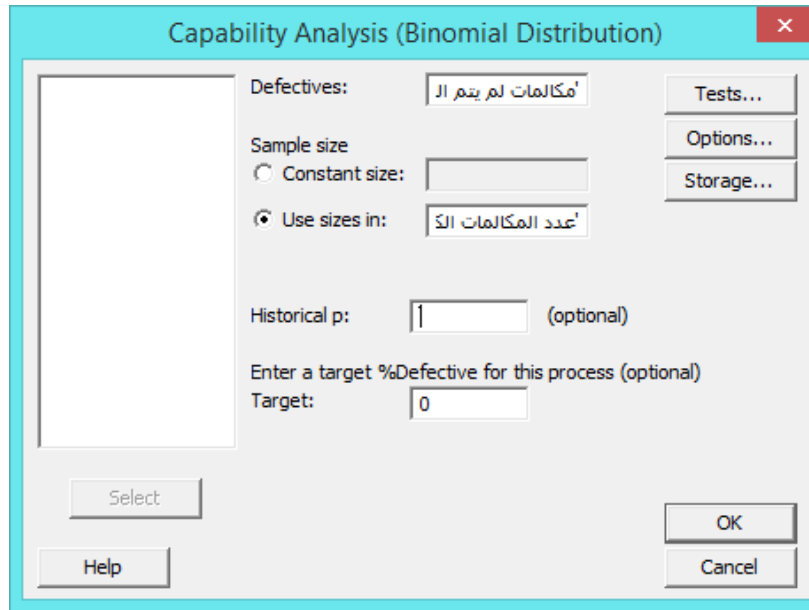 Capability Analysis (Binomial Distribution)
Defectives: 'مكالمات لم يتم ال
Tests...
Sample size
Options...
Constant size:
Storage...
Use sizes in: 'عدد المكالمات الك
Historical p: (optional)
Enter a target %Defective for this process (optional)
Target: 0
Select
OK
Help
Cancel